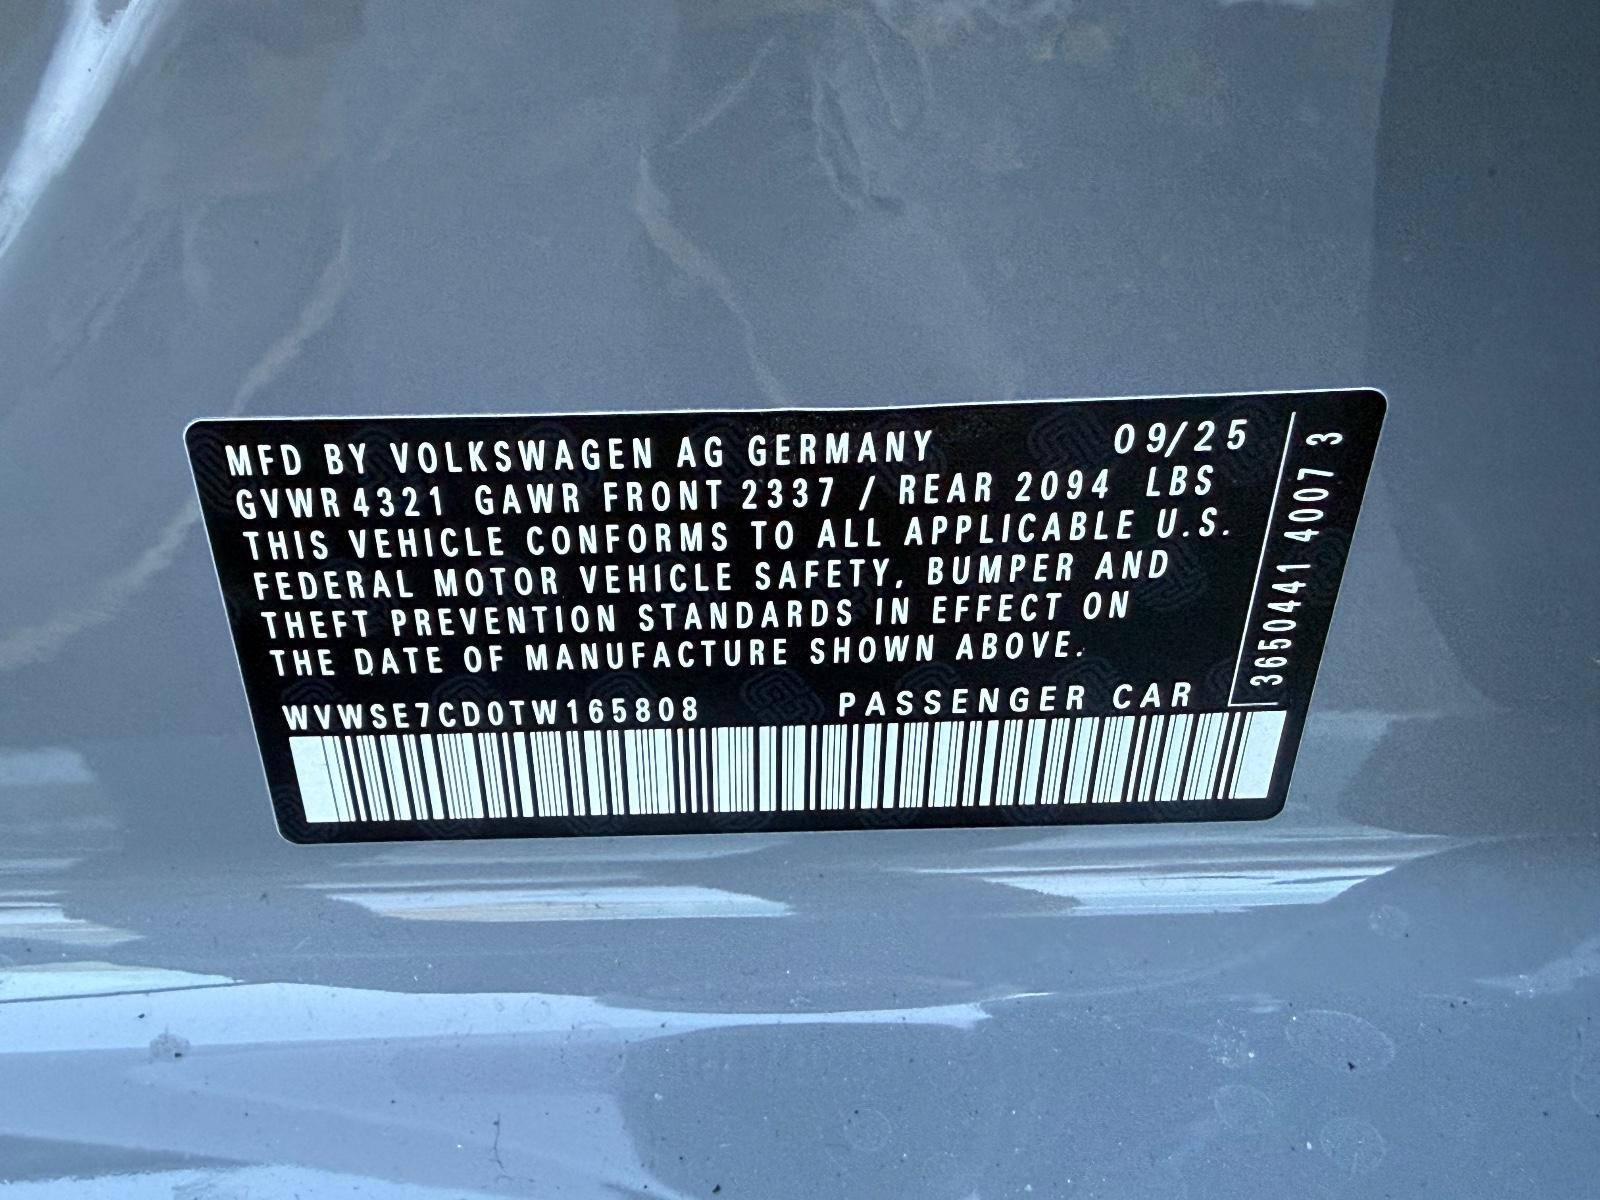 MFD BY VOLKSWAGEN AG GERMANY 09/25
GVWR 4321 GAWR FRONT 2337 / REAR 2094 LBS
THIS VEHICLE CONFORMS TO ALL APPLICABLE U.S.
FEDERAL MOTOR VEHICLE SAFETY, BUMPER AND
THEFT PREVENTION STANDARDS IN EFFECT ON
THE DATE OF MANUFACTURE SHOWN ABOVE.
WVWSE7CD0TW165808 PASSENGER CAR
3650441 4007 3